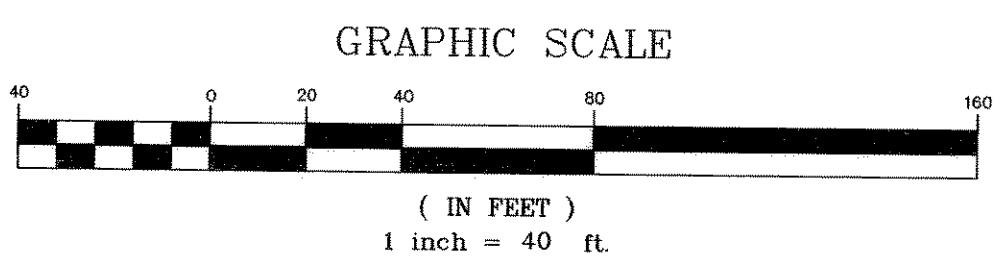 GRAPHIC SCALE
40 0 20 40 80 160
( IN FEET )
1 inch = 40 ft.